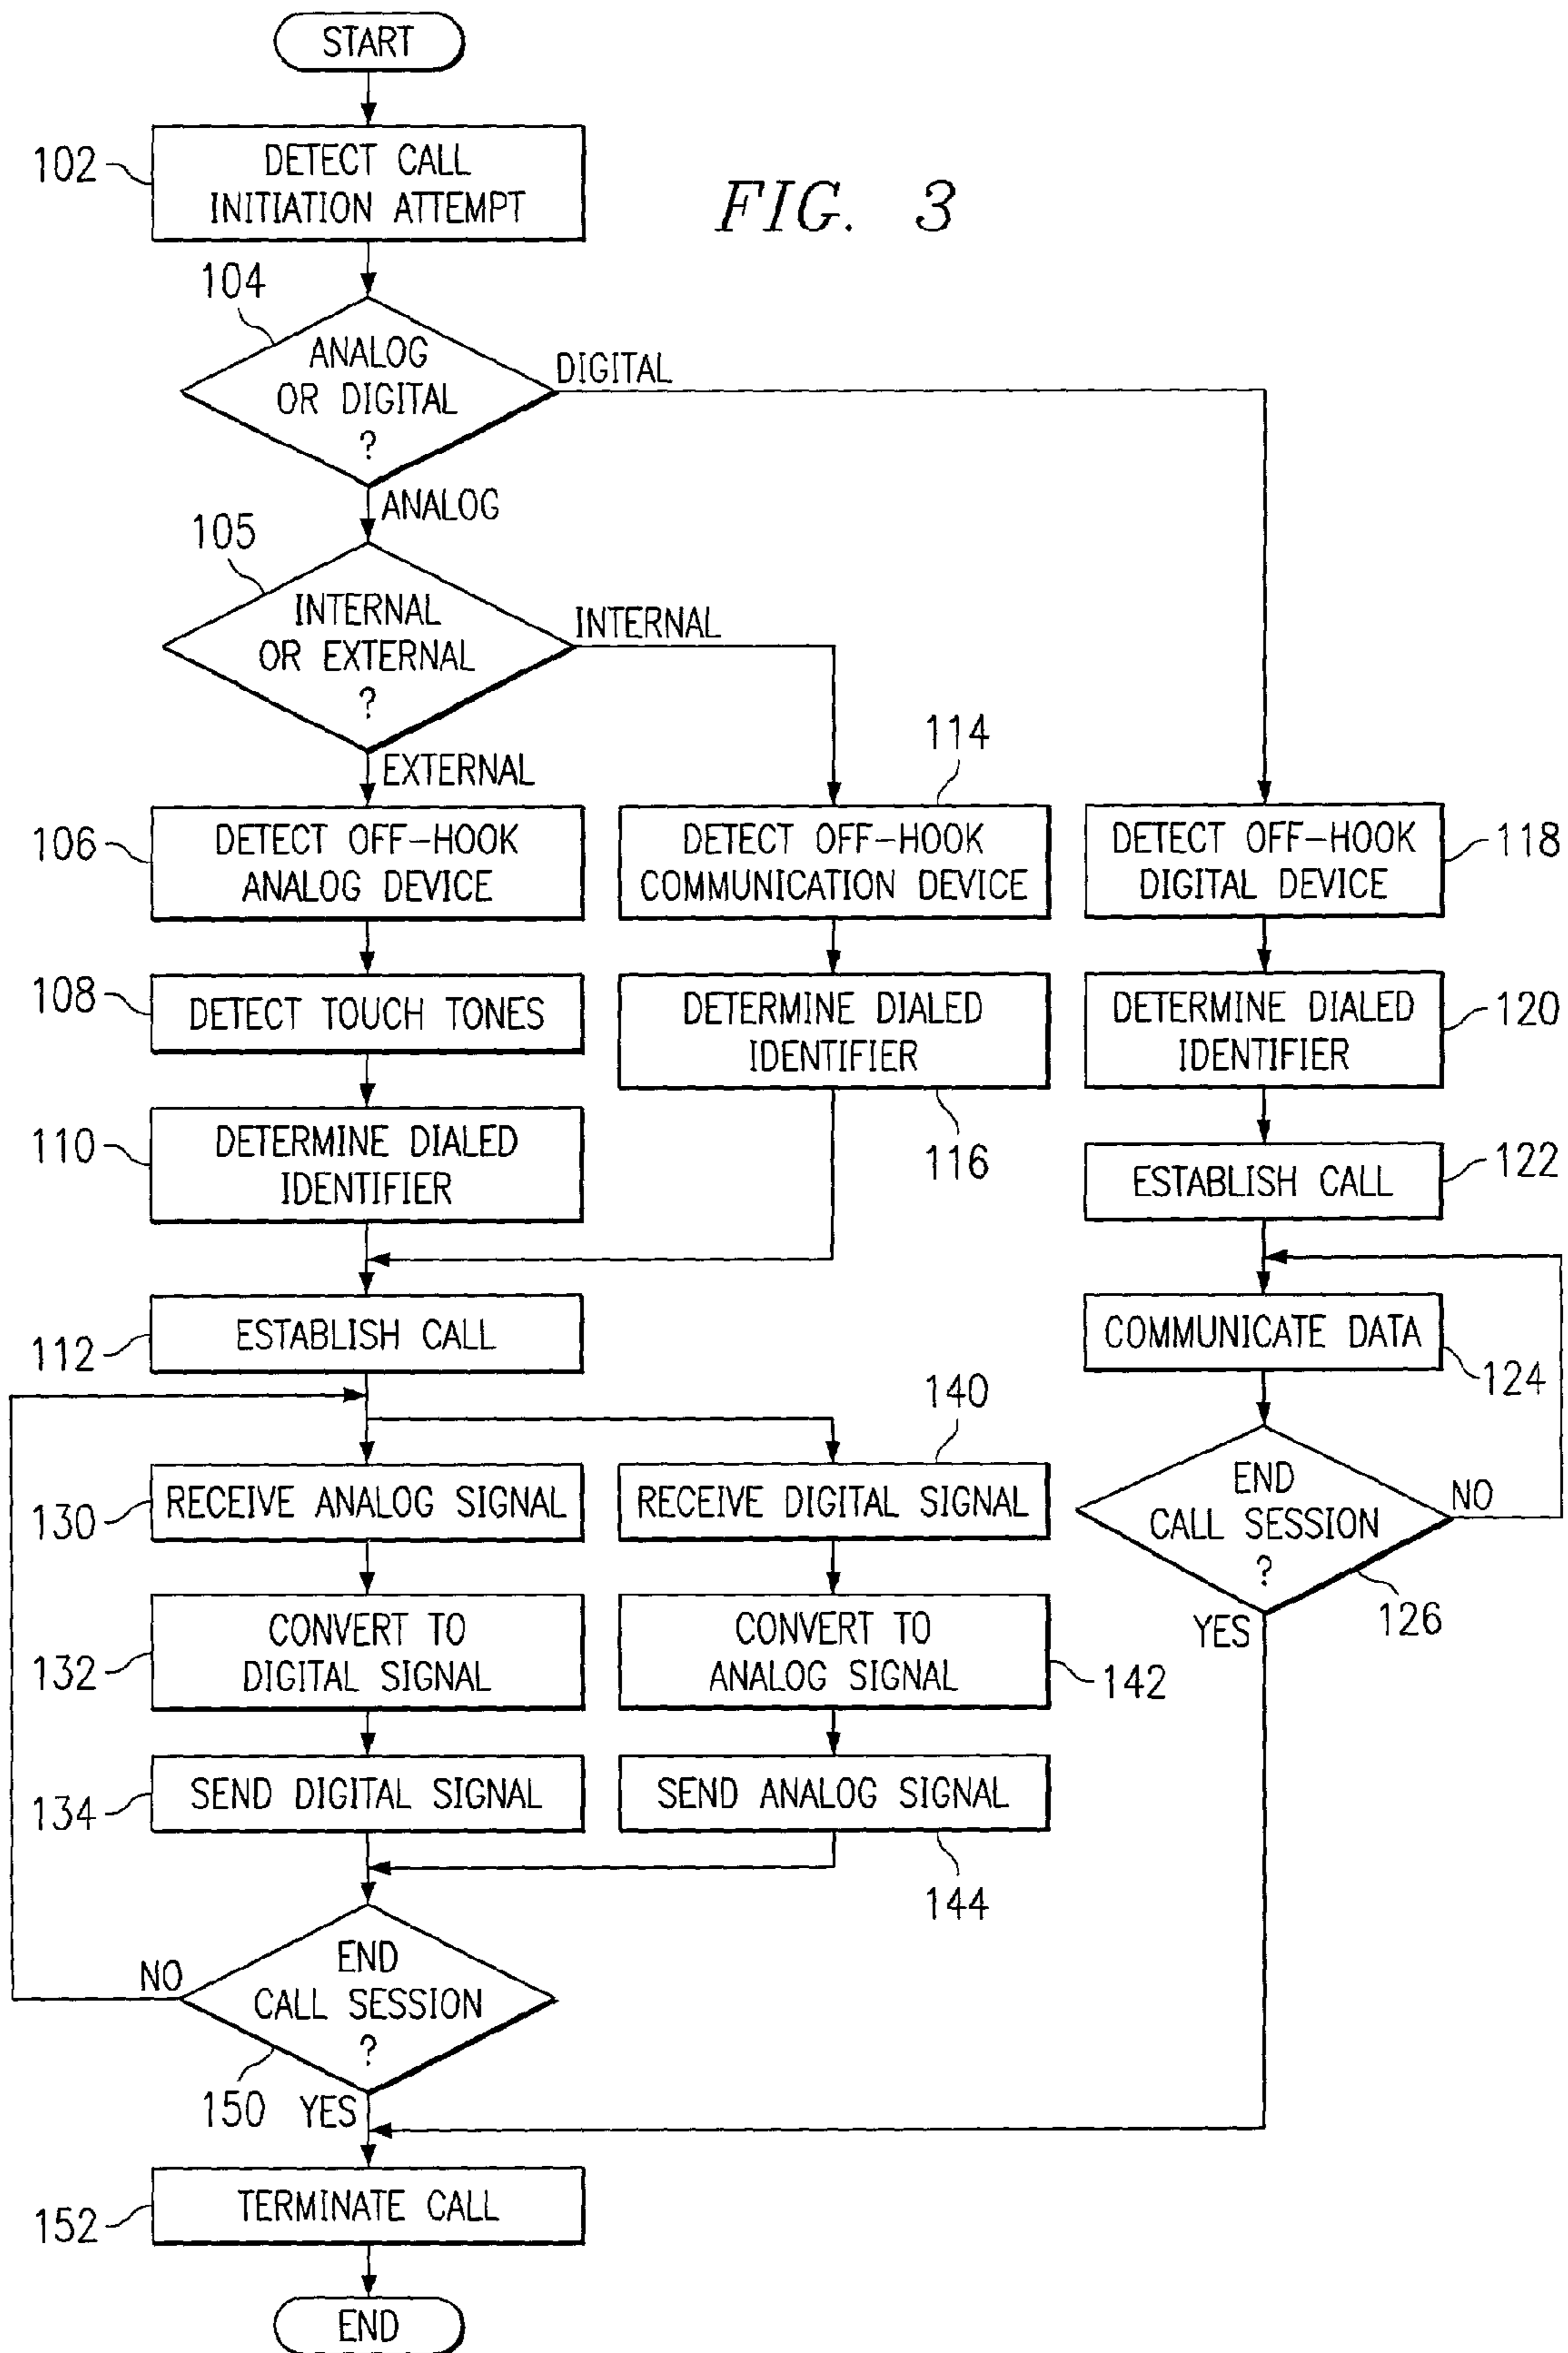 START
102
DETECT CALL
INITIATION ATTEMPT
FIG. 3
104
ANALOG
OR DIGITAL
?
DIGITAL
ANALOG
105
INTERNAL
OR EXTERNAL
?
INTERNAL
EXTERNAL
106
DETECT OFF-HOOK
ANALOG DEVICE
114
DETECT OFF-HOOK
COMMUNICATION DEVICE
DETECT OFF-HOOK
DIGITAL DEVICE
118
108
DETECT TOUCH TONES
DETERMINE DIALED
IDENTIFIER
116
DETERMINE DIALED
IDENTIFIER
120
110
DETERMINE DIALED
IDENTIFIER
ESTABLISH CALL
122
112
ESTABLISH CALL
COMMUNICATE DATA
124
130
RECEIVE ANALOG SIGNAL
140
RECEIVE DIGITAL SIGNAL
END
CALL SESSION
?
NO
126
YES
132
CONVERT TO
DIGITAL SIGNAL
CONVERT TO
ANALOG SIGNAL
142
134
SEND DIGITAL SIGNAL
SEND ANALOG SIGNAL
144
NO
END
CALL SESSION
?
150
YES
152
TERMINATE CALL
END